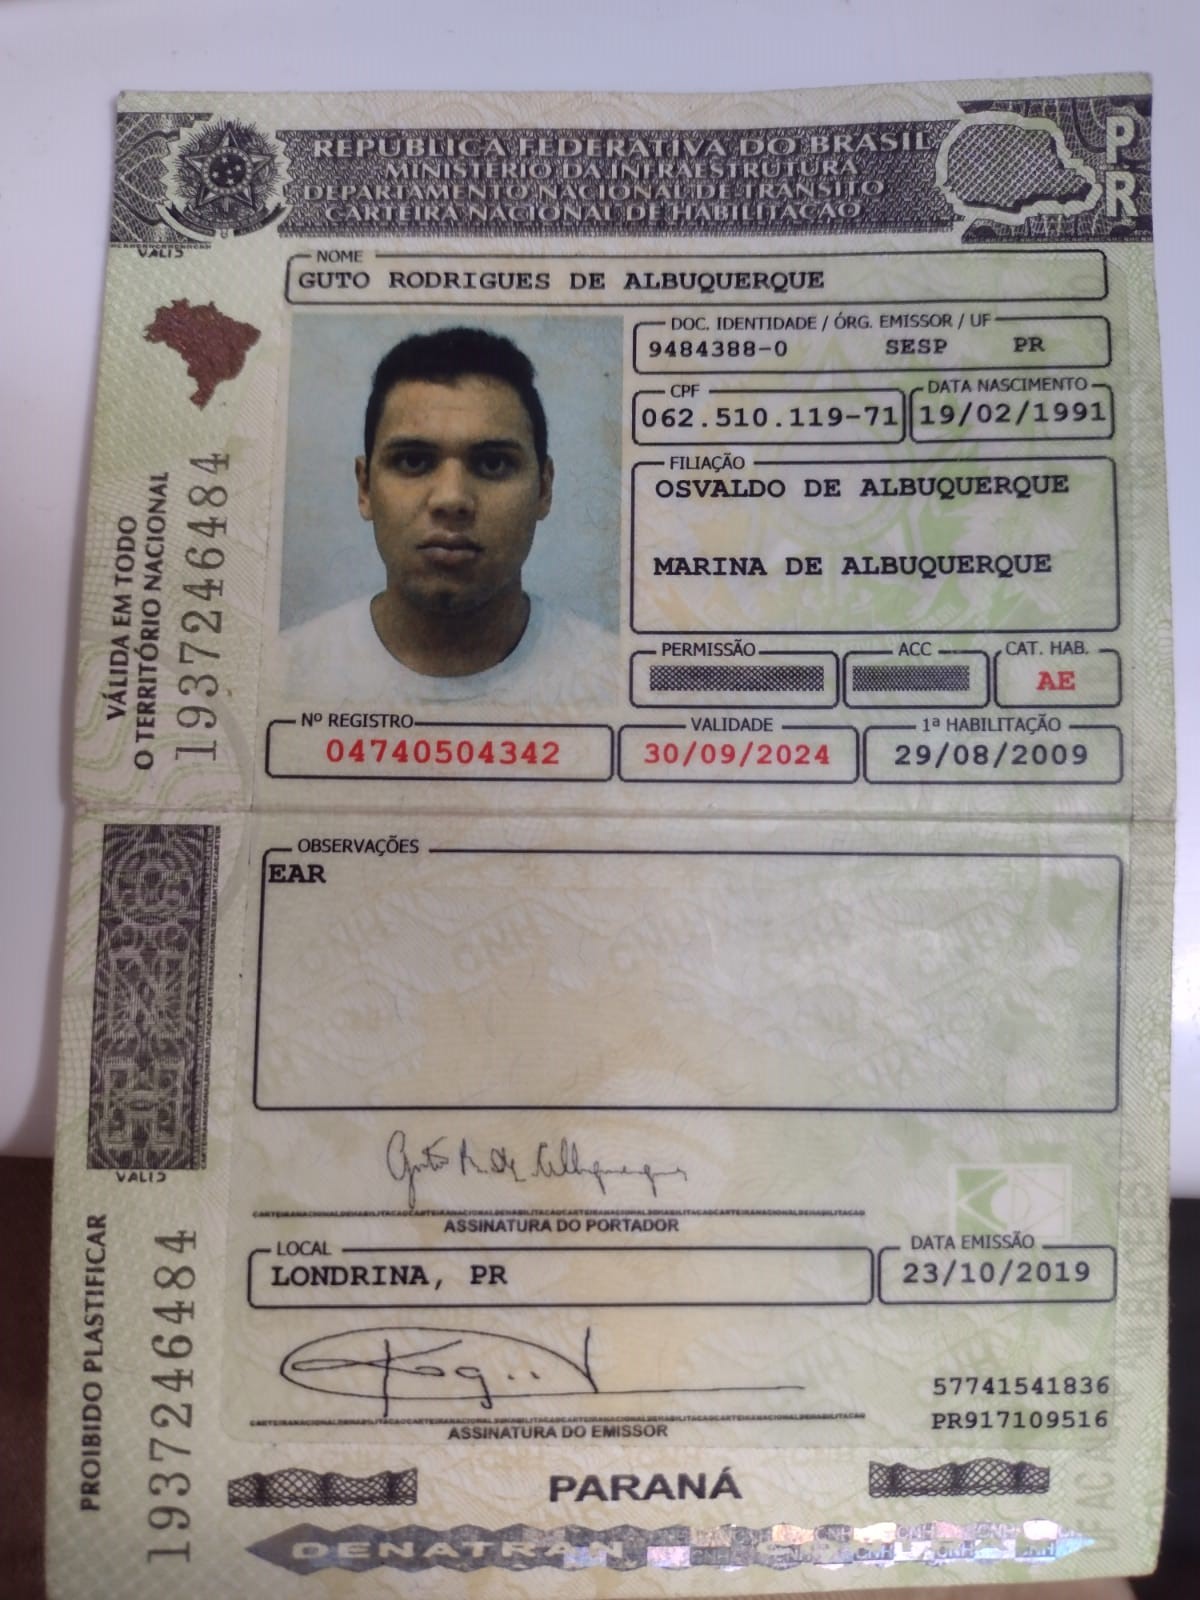 REPÚBLICA FEDERATIVA DO BRASIL
MINISTÉRIO DA INFRAESTRUTURA
DEPARTAMENTO NACIONAL DE TRÂNSITO
CARTEIRA NACIONAL DE HABILITAÇÃO
PR
NOME
GUTO RODRIGUES DE ALBUQUERQUE
DOC. IDENTIDADE / ÓRG. EMISSOR / UF
9484388-0 SESP PR
CPF
062.510.119-71
DATA NASCIMENTO
19/02/1991
FILIAÇÃO
OSVALDO DE ALBUQUERQUE
MARINA DE ALBUQUERQUE
PERMISSÃO
ACC
CAT. HAB.
AE
Nº REGISTRO
04740504342
VALIDADE
30/09/2024
1ª HABILITAÇÃO
29/08/2009
VÁLIDA EM TODO
O TERRITÓRIO NACIONAL
1937246484
OBSERVAÇÕES
EAR
Guto R. de Albuquerque
ASSINATURA DO PORTADOR
LOCAL
LONDRINA, PR
DATA EMISSÃO
23/10/2019
ASSINATURA DO EMISSOR
57741541836
PR917109516
PROIBIDO PLASTIFICAR
1937246484
PARANÁ
DENATRAN